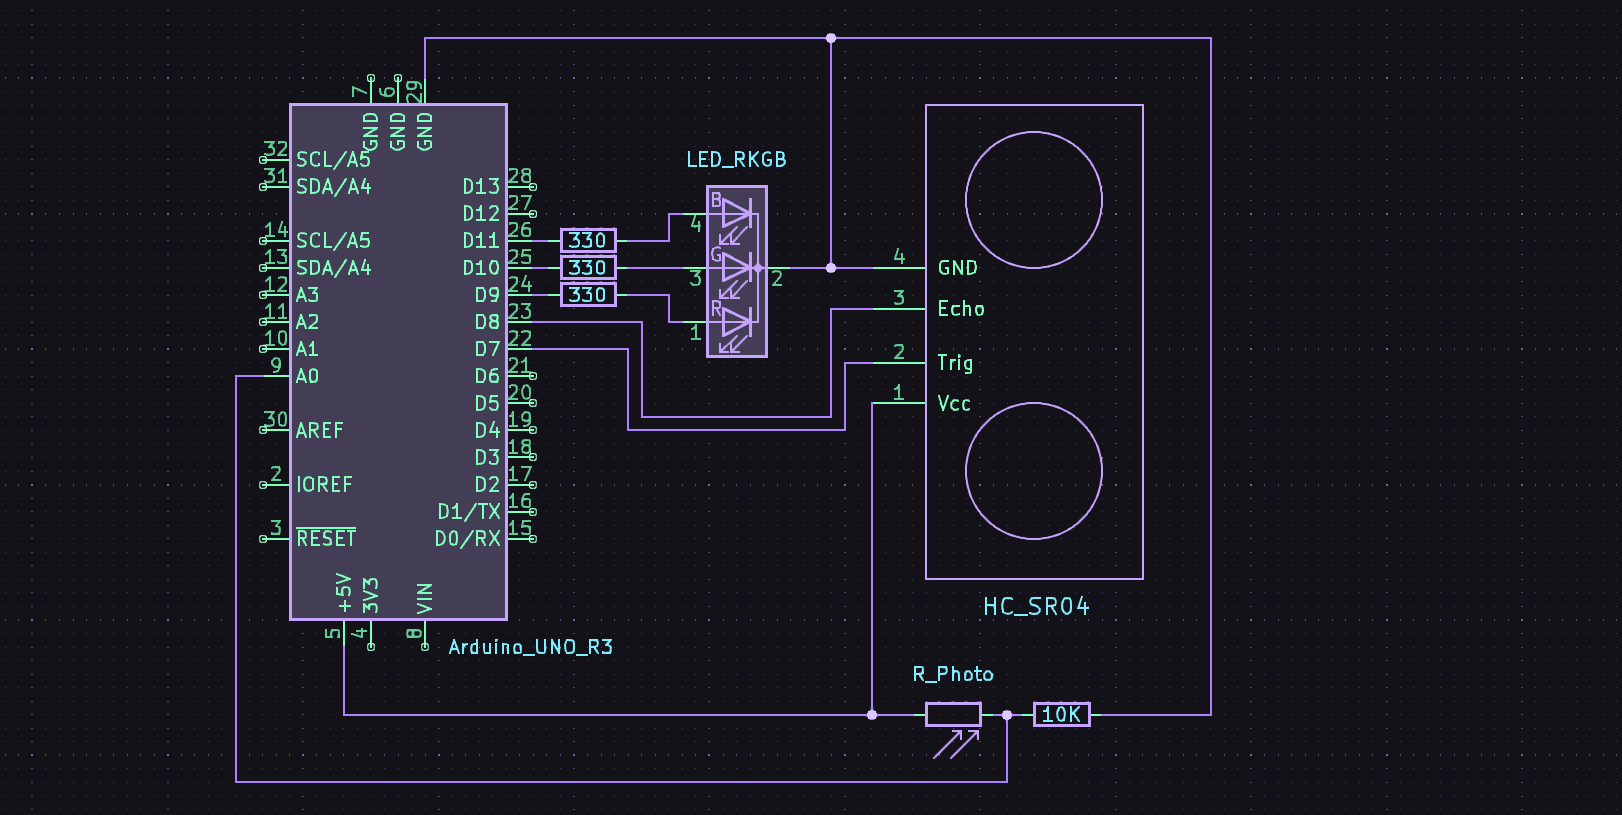 7
6
29
GND
GND
GND
32
SCL/A5
31
SDA/A4
14
SCL/A5
13
SDA/A4
12
A3
11
A2
10
A1
9
A0
30
AREF
2
IOREF
3
RESET
D13
28
D12
27
D11
26
D10
25
D9
24
D8
23
D7
22
D6
21
D5
20
D4
19
D3
18
D2
17
D1/TX
16
D0/RX
15
+5V
3V3
VIN
5
4
Arduino_UNO_R3
330
330
330
LED_RKGB
B
4
G
3
2
R
1
4
GND
3
Echo
2
Trig
1
Vcc
HC_SR04
R_Photo
10K